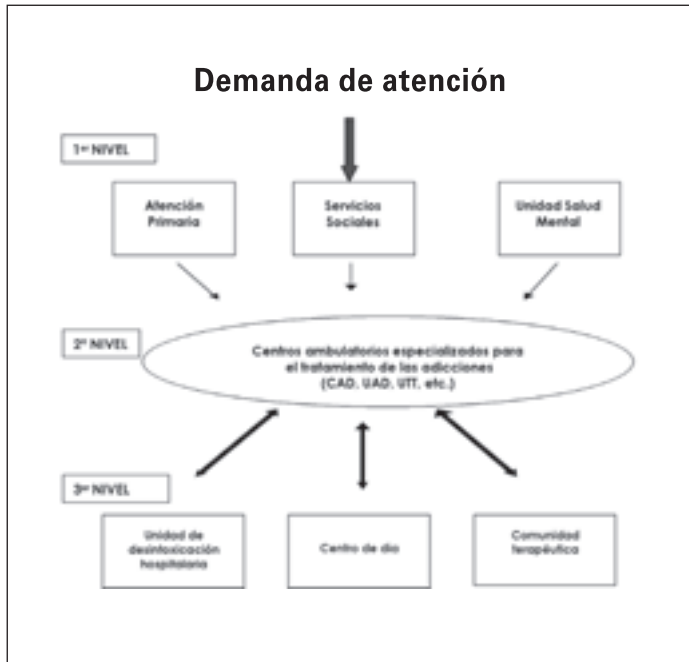 Demanda de atención
1er NIVEL
Atención
Primaria
Servicios
Sociales
Unidad Salud
Mental
2º NIVEL
Centros ambulatorios especializados para
el tratamiento de las adicciones
(CAD, UAD, UTT, etc.)
3er NIVEL
Unidad de
desintoxicación
hospitalaria
Centro de día
Comunidad
terapéutica